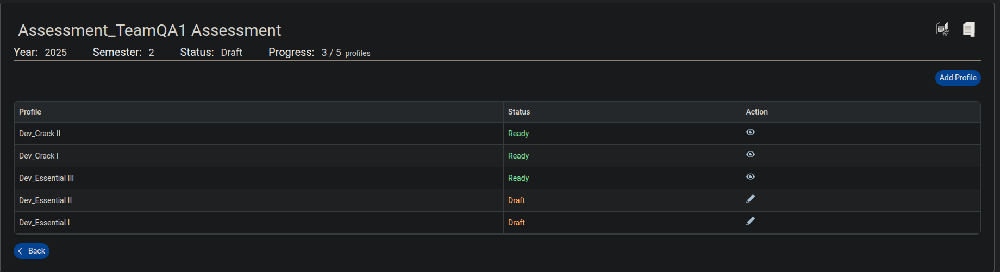 Assessment_TeamQA1 Assessment
Year: 2025 Semester: 2 Status: Draft Progress: 3 / 5 profiles
Add Profile
Profile Status Action
Dev_Crack II Ready
Dev_Crack I Ready
Dev_Essential III Ready
Dev_Essential II Draft
Dev_Essential I Draft
Back